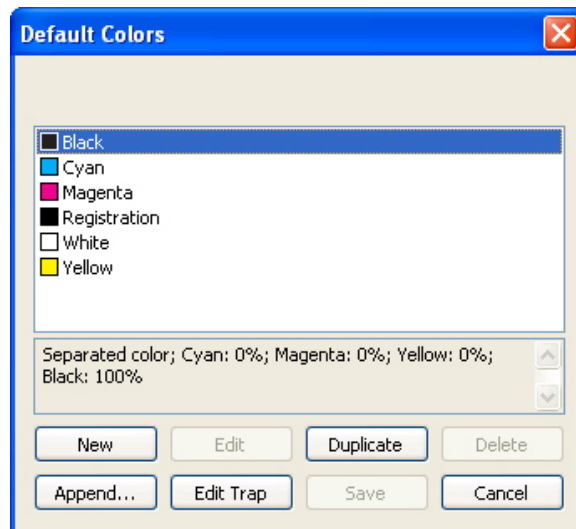 Default Colors
Black
Cyan
Magenta
Registration
White
Yellow
Separated color; Cyan: 0%; Magenta: 0%; Yellow: 0%;
Black: 100%
New Edit Duplicate Delete
Append... Edit Trap Save Cancel